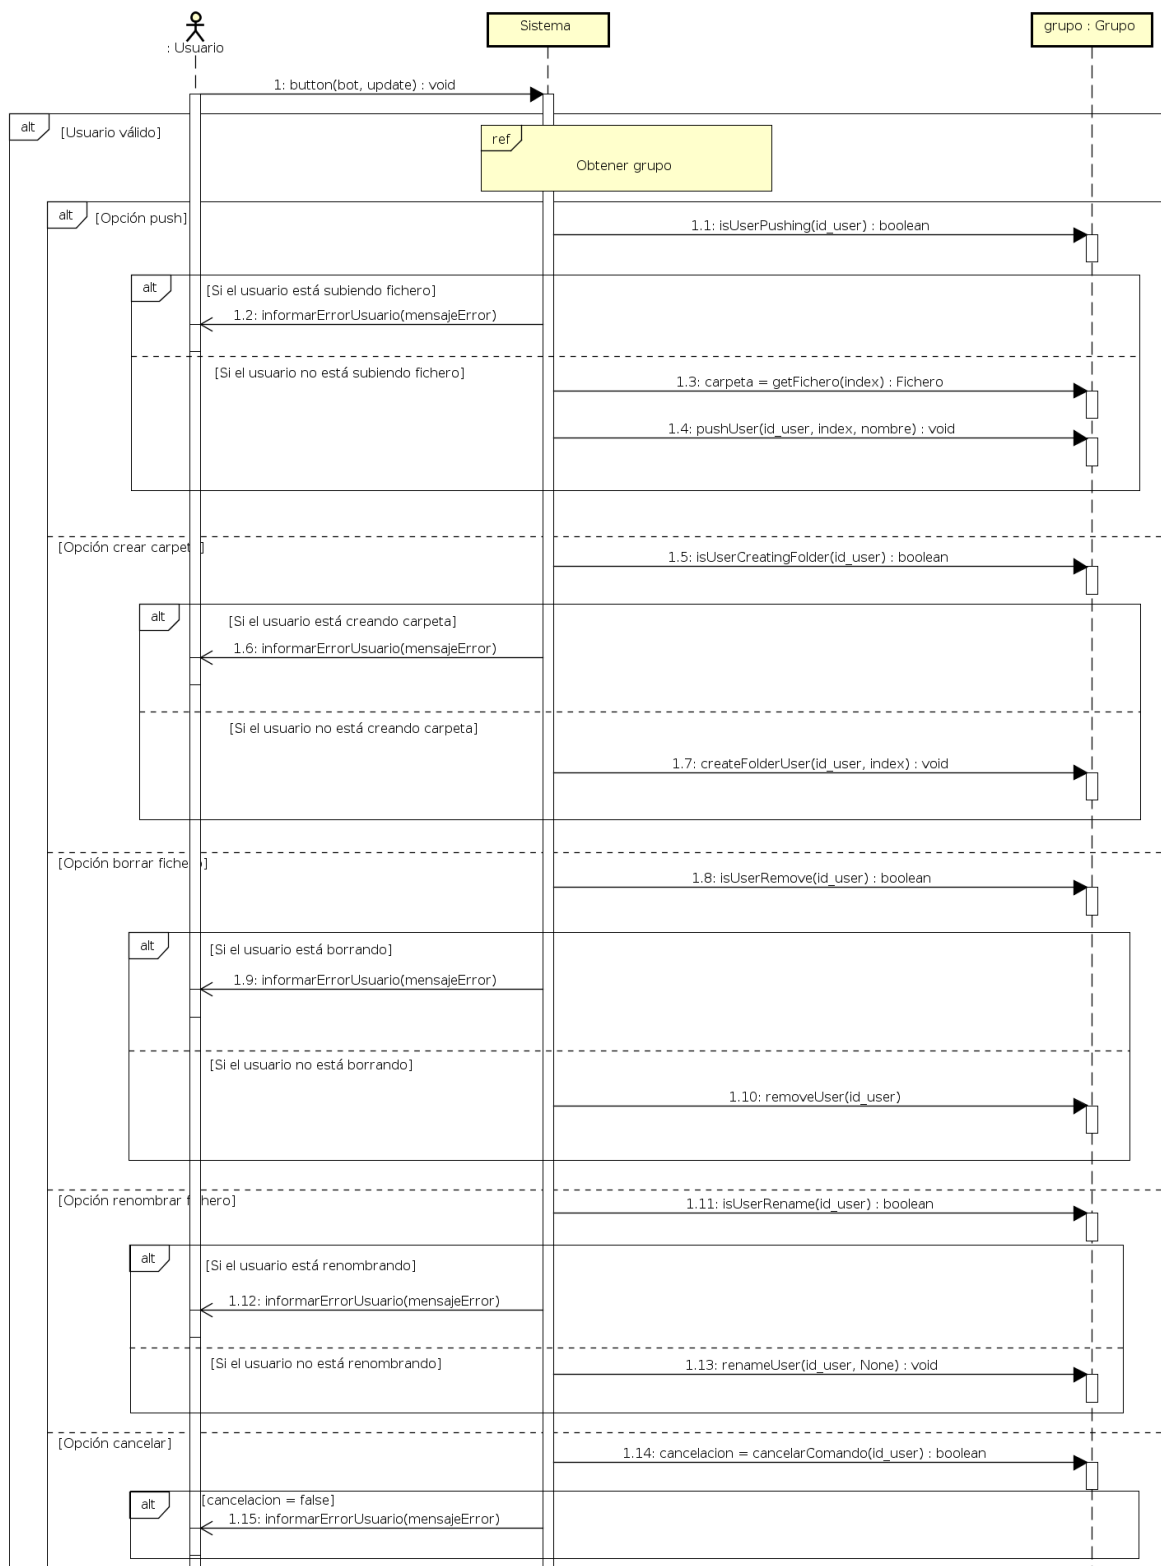 : Usuario
Sistema
grupo : Grupo
1: button(bot, update) : void
alt
[Usuario válido]
ref
Obtener grupo
alt
[Opción push]
1.1: isUserPushing(id_user) : boolean
alt
[Si el usuario está subiendo fichero]
1.2: informarErrorUsuario(mensajeError)
[Si el usuario no está subiendo fichero]
1.3: carpeta = getFichero(index) : Fichero
1.4: pushUser(id_user, index, nombre) : void
[Opción crear carpeta]
1.5: isUserCreatingFolder(id_user) : boolean
alt
[Si el usuario está creando carpeta]
1.6: informarErrorUsuario(mensajeError)
[Si el usuario no está creando carpeta]
1.7: createFolderUser(id_user, index) : void
[Opción borrar fichero]
1.8: isUserRemove(id_user) : boolean
alt
[Si el usuario está borrando]
1.9: informarErrorUsuario(mensajeError)
[Si el usuario no está borrando]
1.10: removeUser(id_user)
[Opción renombrar fichero]
1.11: isUserRename(id_user) : boolean
alt
[Si el usuario está renombrando]
1.12: informarErrorUsuario(mensajeError)
[Si el usuario no está renombrando]
1.13: renameUser(id_user, None) : void
[Opción cancelar]
1.14: cancelacion = cancelarComando(id_user) : boolean
alt
[cancelacion = false]
1.15: informarErrorUsuario(mensajeError)